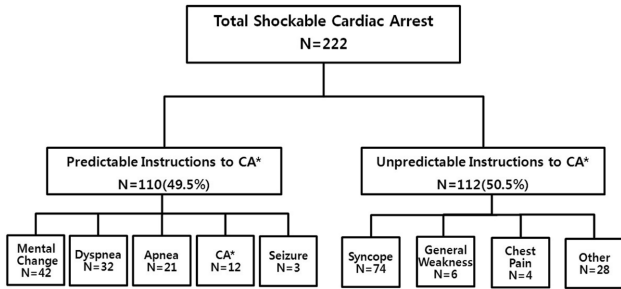 Total Shockable Cardiac Arrest
N=222
Predictable Instructions to CA*
N=110(49.5%)
Unpredictable Instructions to CA*
N=112(50.5%)
Mental
Change
N=42
Dyspnea
N=32
Apnea
N=21
CA*
N=12
Seizure
N=3
Syncope
N=74
General
Weakness
N=6
Chest
Pain
N=4
Other
N=28